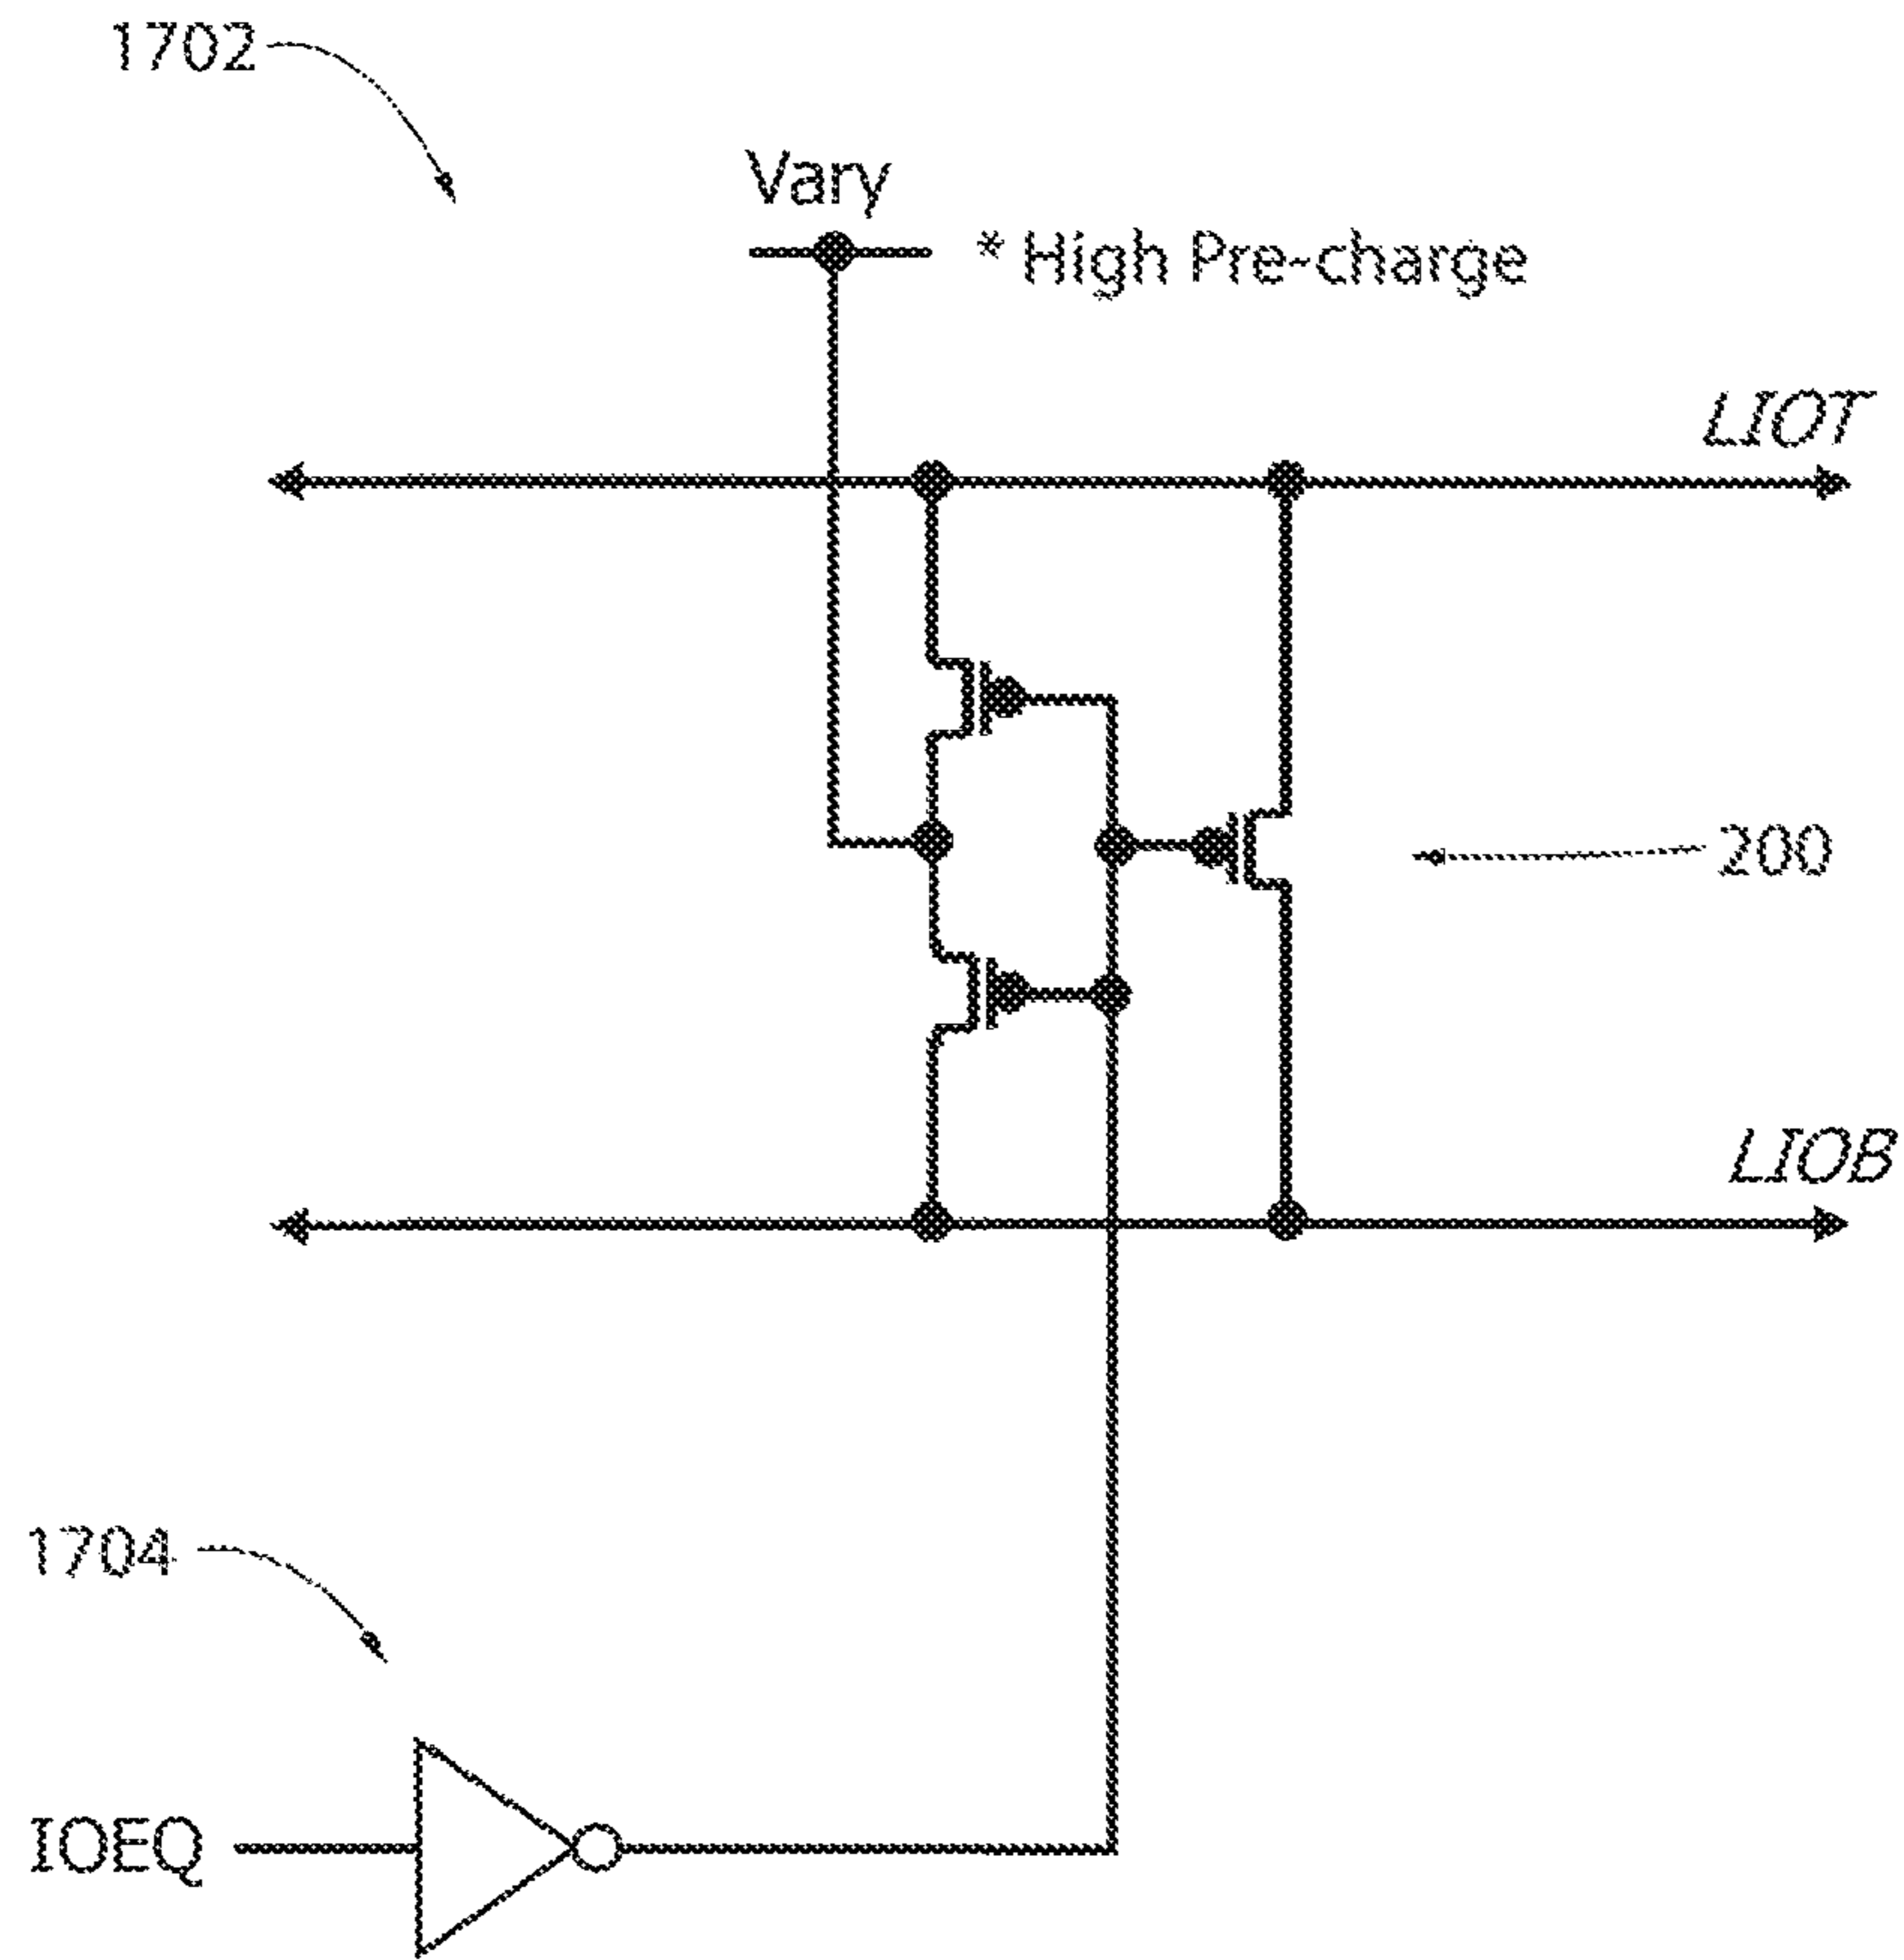 1702
Vary
* High Pre-charge
LIOT
200
LIOB
1704
IOEQ